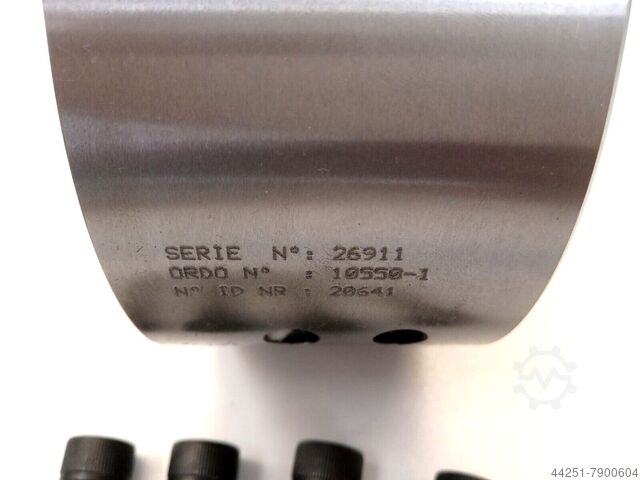 SERIE N°: 26911
ORDO N° : 10550-1
N° ID NR : 20641
44251-7900604